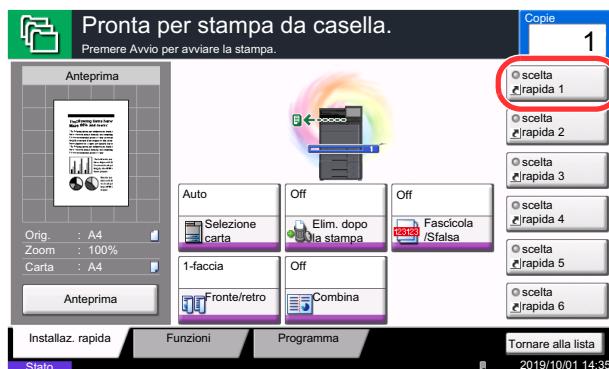 Pronta per stampa da casella.
Premere Avvio per avviare la stampa.
Copie
1
Anteprima
Orig. : A4
Zoom : 100%
Carta : A4
Anteprima
1
Auto
Selezione
carta
Off
Elim. dopo
la stampa
Off
123123
Fascicola
/Sfalsa
1-faccia
Fronte/retro
Off
Combina
scelta
rapida 1
scelta
rapida 2
scelta
rapida 3
scelta
rapida 4
scelta
rapida 5
scelta
rapida 6
Installaz. rapida
Funzioni
Programma
Tornare alla lista
Stato
2019/10/01 14:35